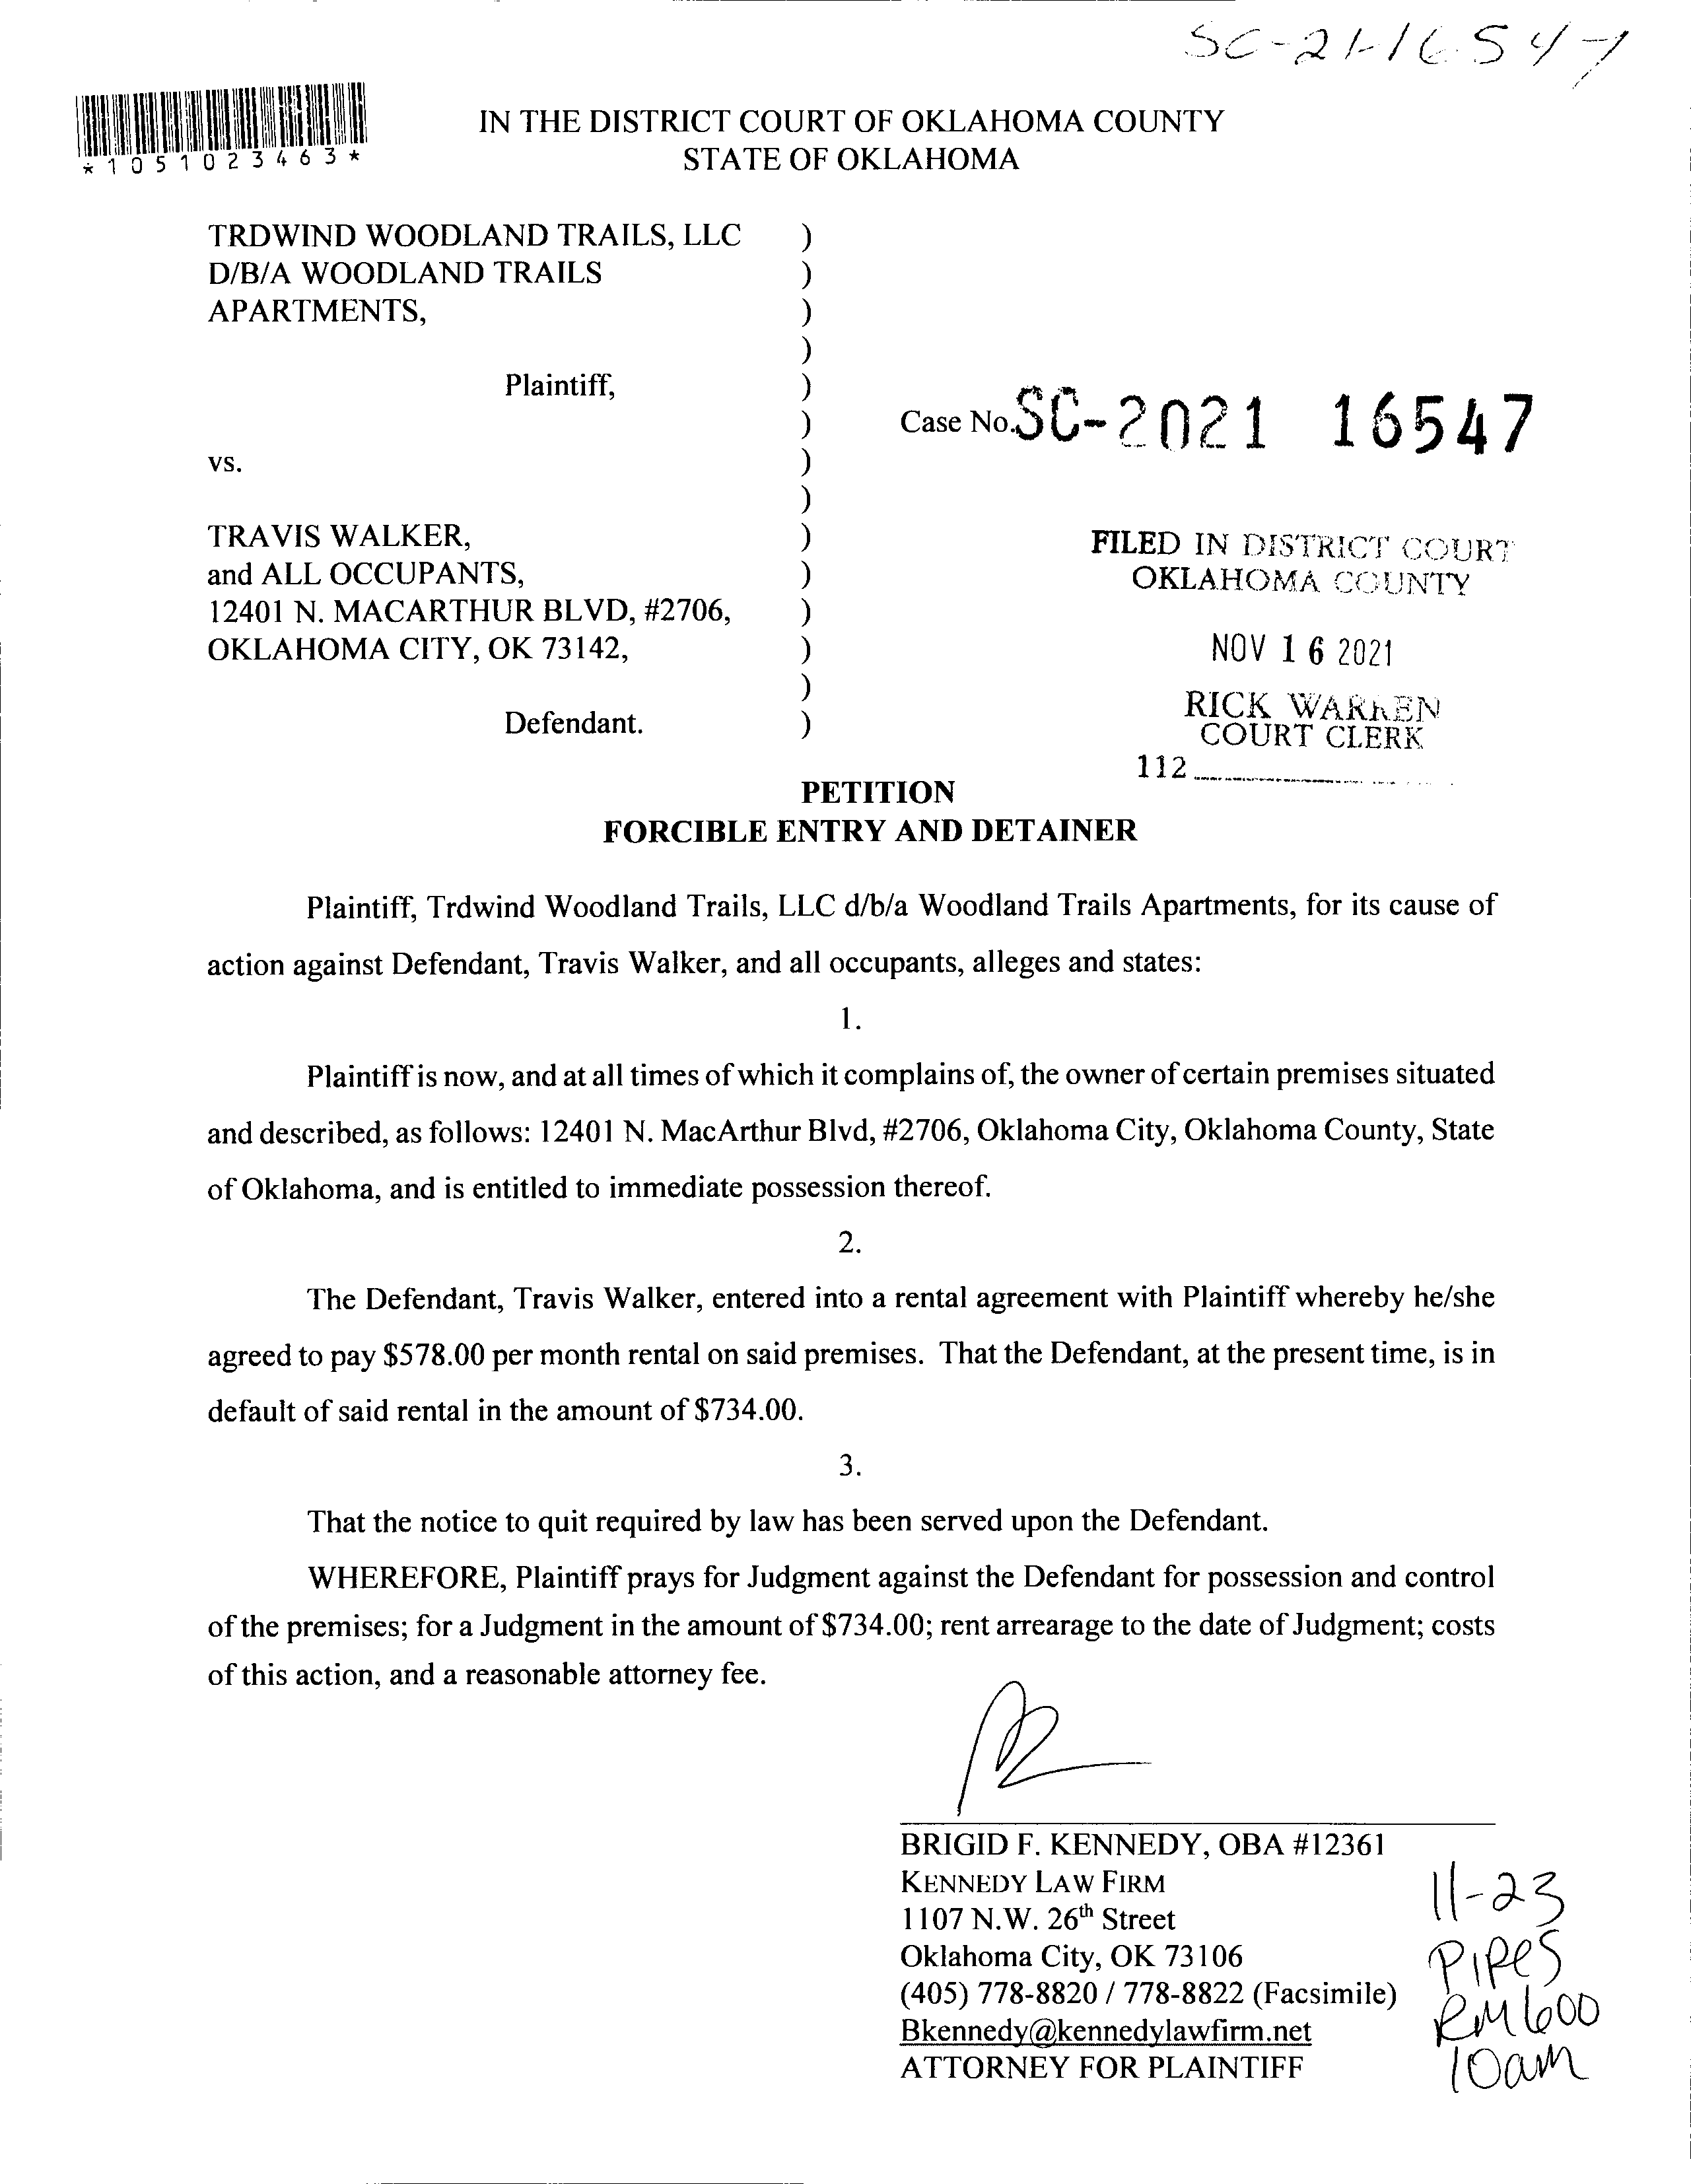 SC-21-16547
*1051023463*
IN THE DISTRICT COURT OF OKLAHOMA COUNTY
STATE OF OKLAHOMA
TRDWIND WOODLAND TRAILS, LLC )
D/B/A WOODLAND TRAILS )
APARTMENTS, )
)
Plaintiff, )
) Case No. SC-2021 16547
vs. )
)
TRAVIS WALKER, ) FILED IN DISTRICT COURT
and ALL OCCUPANTS, ) OKLAHOMA COUNTY
12401 N. MACARTHUR BLVD, #2706, )
OKLAHOMA CITY, OK 73142, ) NOV 16 2021
)
Defendant. ) RICK WARREN
COURT CLERK
112
PETITION
FORCIBLE ENTRY AND DETAINER
Plaintiff, Trdwind Woodland Trails, LLC d/b/a Woodland Trails Apartments, for its cause of
action against Defendant, Travis Walker, and all occupants, alleges and states:
1.
Plaintiff is now, and at all times of which it complains of, the owner of certain premises situated
and described, as follows: 12401 N. MacArthur Blvd, #2706, Oklahoma City, Oklahoma County, State
of Oklahoma, and is entitled to immediate possession thereof.
2.
The Defendant, Travis Walker, entered into a rental agreement with Plaintiff whereby he/she
agreed to pay $578.00 per month rental on said premises. That the Defendant, at the present time, is in
default of said rental in the amount of $734.00.
3.
That the notice to quit required by law has been served upon the Defendant.
WHEREFORE, Plaintiff prays for Judgment against the Defendant for possession and control
of the premises; for a Judgment in the amount of $734.00; rent arrearage to the date of Judgment; costs
of this action, and a reasonable attorney fee.
BRIGID F. KENNEDY, OBA #12361
KENNEDY LAW FIRM
1107 N.W. 26th Street
Oklahoma City, OK 73106
(405) 778-8820 / 778-8822 (Facsimile)
Bkennedy@kennedylawfirm.net
ATTORNEY FOR PLAINTIFF
11-23
PIPES
RM 600
10am